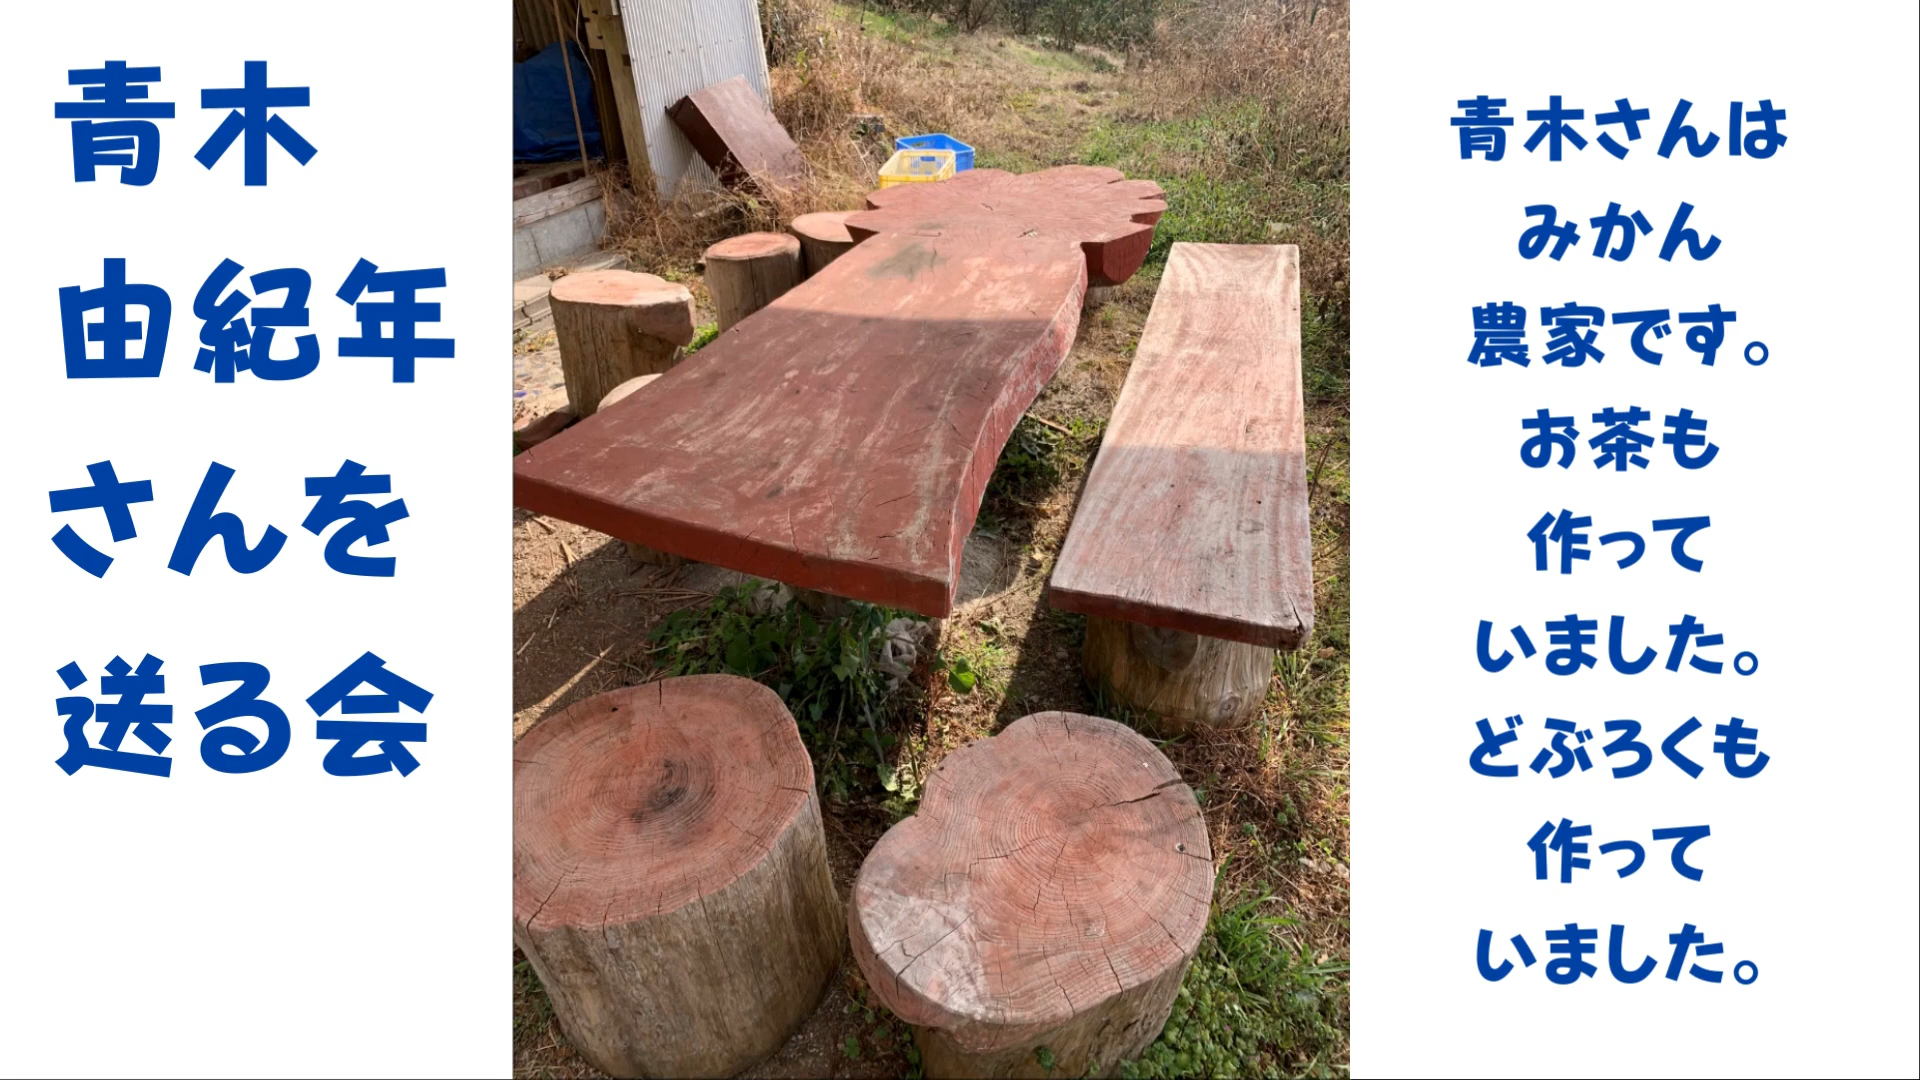 青木
由紀年
さんを
送る会
青木さんは
みかん
農家です。
お茶も
作って
いました。
どぶろくも
作って
いました。